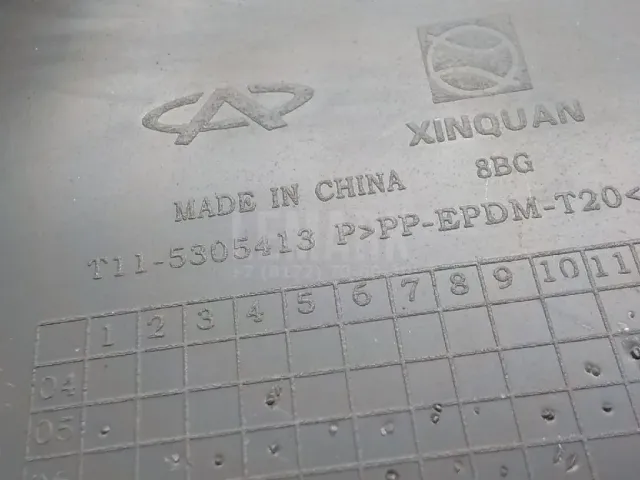 XINQUAN
MADE IN CHINA 8BG
T11-5305413 P>PP-EPDM-T20<
1 2 3 4 5 6 7 8 9 10 11
04
05